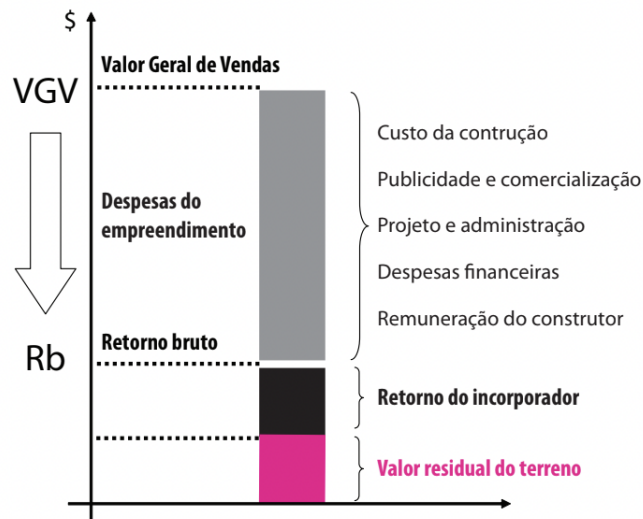 $
Valor Geral de Vendas
VGV
Custo da contrução
Publicidade e comercialização
Despesas do
empreendimento
Projeto e administração
Despesas financeiras
Remuneração do construtor
Retorno bruto
Rb
Retorno do incorporador
Valor residual do terreno